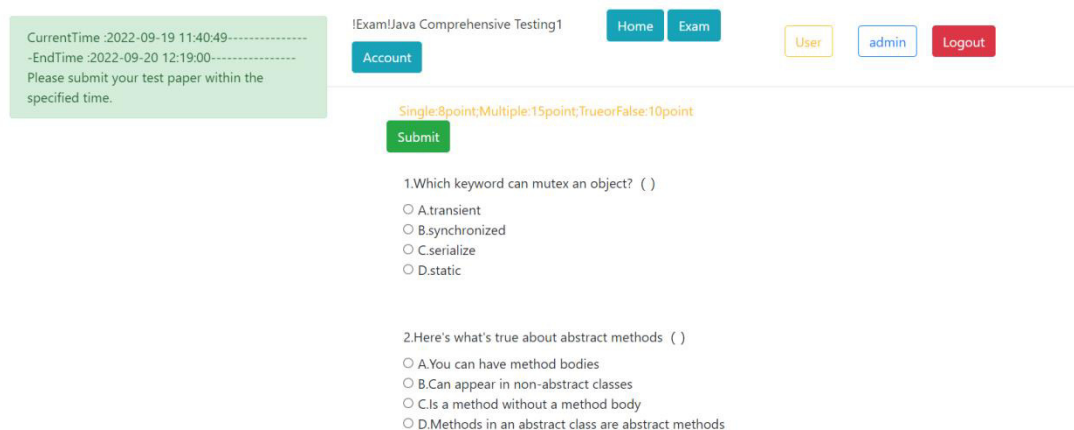 CurrentTime :2022-09-19 11:40:49---------------
-EndTime :2022-09-20 12:19:00----------------
Please submit your test paper within the
specified time.
!Exam!Java Comprehensive Testing1
Home
Exam
Account
User
admin
Logout
Single:8point;Multiple:15point;TrueorFalse:10point
Submit
1.Which keyword can mutex an object? ( )
A.transient
B.synchronized
C.serialize
D.static
2.Here's what's true about abstract methods ( )
A.You can have method bodies
B.Can appear in non-abstract classes
C.Is a method without a method body
D.Methods in an abstract class are abstract methods